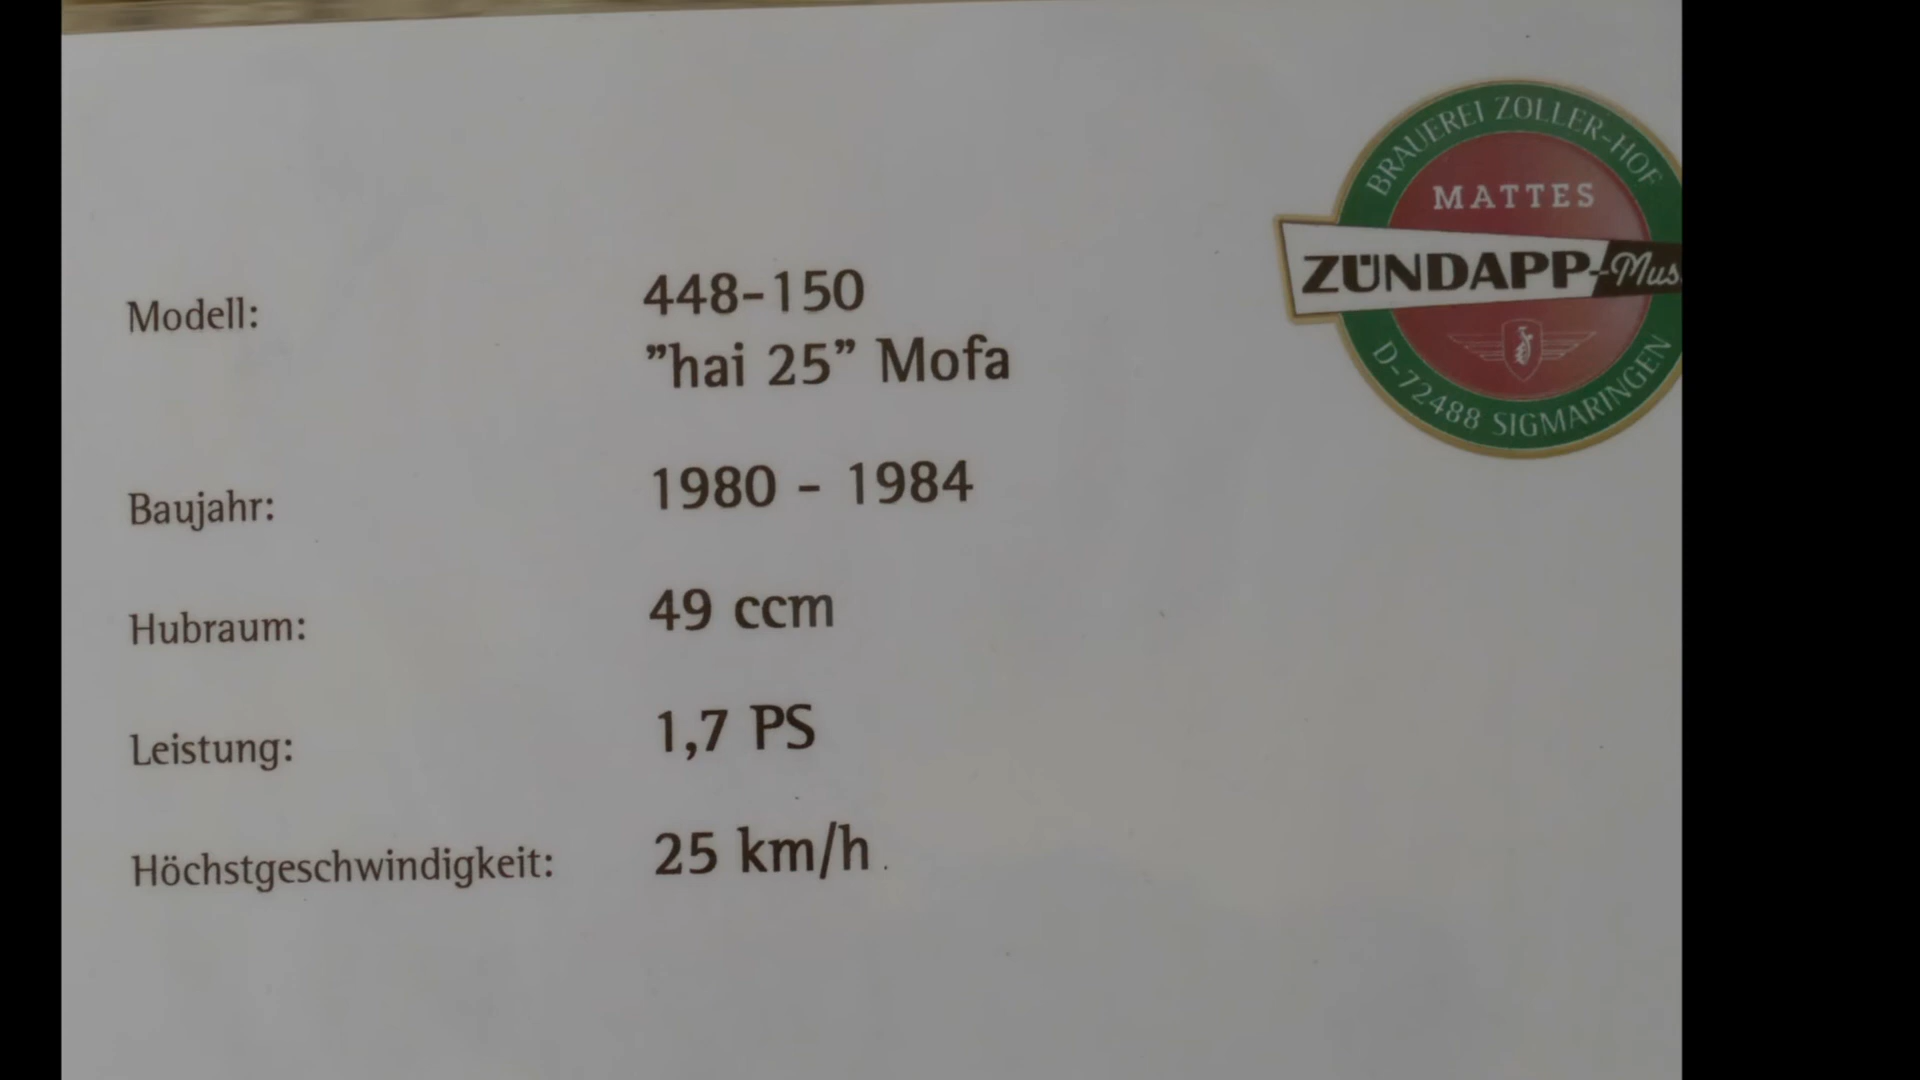 BRAUEREI ZOLLER-HOF
MATTES
ZÜNDAPP-Mus
D-72488 SIGMARINGEN
Modell: 448-150
"hai 25" Mofa
Baujahr: 1980 - 1984
Hubraum: 49 ccm
Leistung: 1,7 PS
Höchstgeschwindigkeit: 25 km/h